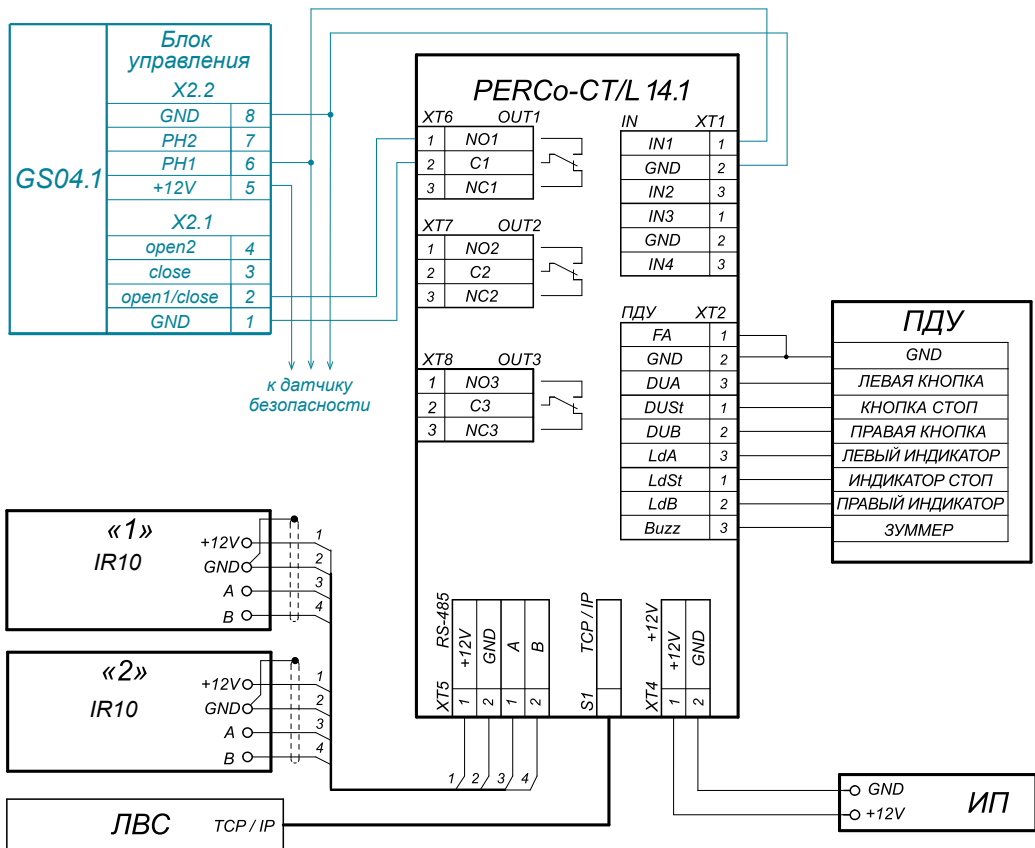 Блок
управления
GS04.1
X2.2
GND 8
PH2 7
PH1 6
+12V 5
X2.1
open2 4
close 3
open1/close 2
GND 1
к датчику
безопасности
PERCo-CT/L 14.1
XT6 OUT1
1 NO1
2 C1
3 NC1
XT7 OUT2
1 NO2
2 C2
3 NC2
XT8 OUT3
1 NO3
2 C3
3 NC3
IN XT1
IN1 1
GND 2
IN2 3
IN3 1
GND 2
IN4 3
ПДУ XT2
FA 1
GND 2
DUA 3
DUSt 1
DUB 2
LdA 3
LdSt 1
LdB 2
Buzz 3
ПДУ
GND
ЛЕВАЯ КНОПКА
КНОПКА СТОП
ПРАВАЯ КНОПКА
ЛЕВЫЙ ИНДИКАТОР
ИНДИКАТОР СТОП
ПРАВЫЙ ИНДИКАТОР
ЗУММЕР
«1»
IR10
+12V 1
GND 2
A 3
B 4
«2»
IR10
+12V 1
GND 2
A 3
B 4
XT5 RS-485
1 +12V
2 GND
1 A
2 B
S1 TCP / IP
XT4 +12V
1 +12V
2 GND
1 2 3 4
ЛВС TCP / IP
GND
+12V
ИП